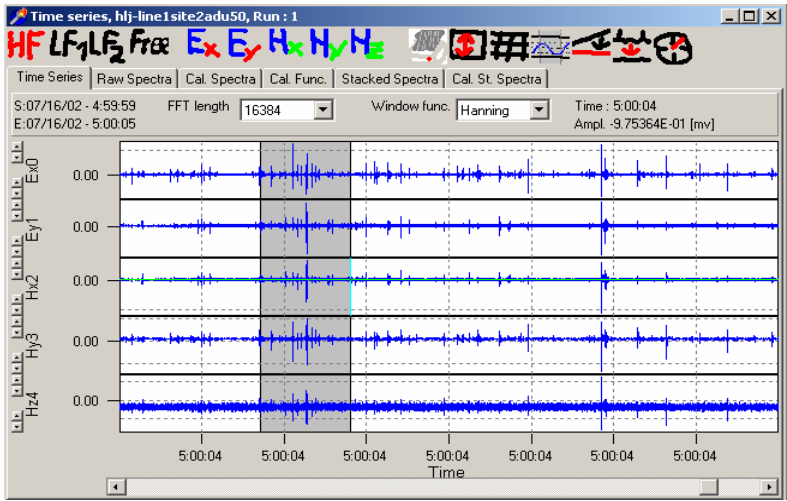 Time series, hlj-line1site2adu50, Run : 1
HF LF1 LF2 Free Ex Ey Hx Hy Hz
Time Series Raw Spectra Cal. Spectra Cal. Func. Stacked Spectra Cal. St. Spectra
S:07/16/02 - 4:59:59 FFT length 16384 Window func. Hanning Time : 5:00:04
E:07/16/02 - 5:00:05 Ampl. -9.75364E-01 [mv]
Ex0 0.00
Ey1 0.00
Hx2 0.00
Hy3 0.00
Hz4 0.00
5:00:04 5:00:04 5:00:04 5:00:04 5:00:04 5:00:04 5:00:04
Time